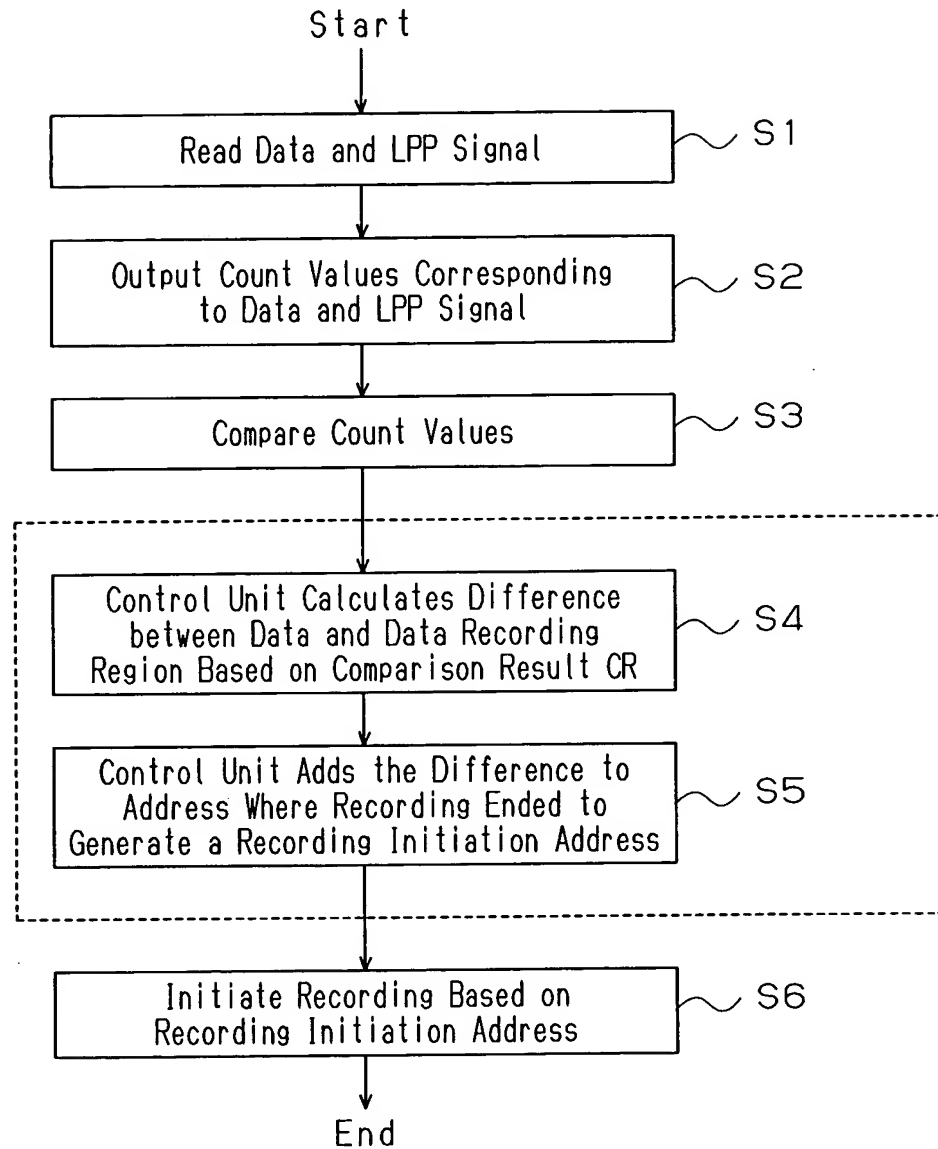 Start
Read Data and LPP Signal
S1
Output Count Values Corresponding
to Data and LPP Signal
S2
Compare Count Values
S3
Control Unit Calculates Difference
between Data and Data Recording
Region Based on Comparison Result CR
S4
Control Unit Adds the Difference to
Address Where Recording Ended to
Generate a Recording Initiation Address
S5
Initiate Recording Based on
Recording Initiation Address
S6
End